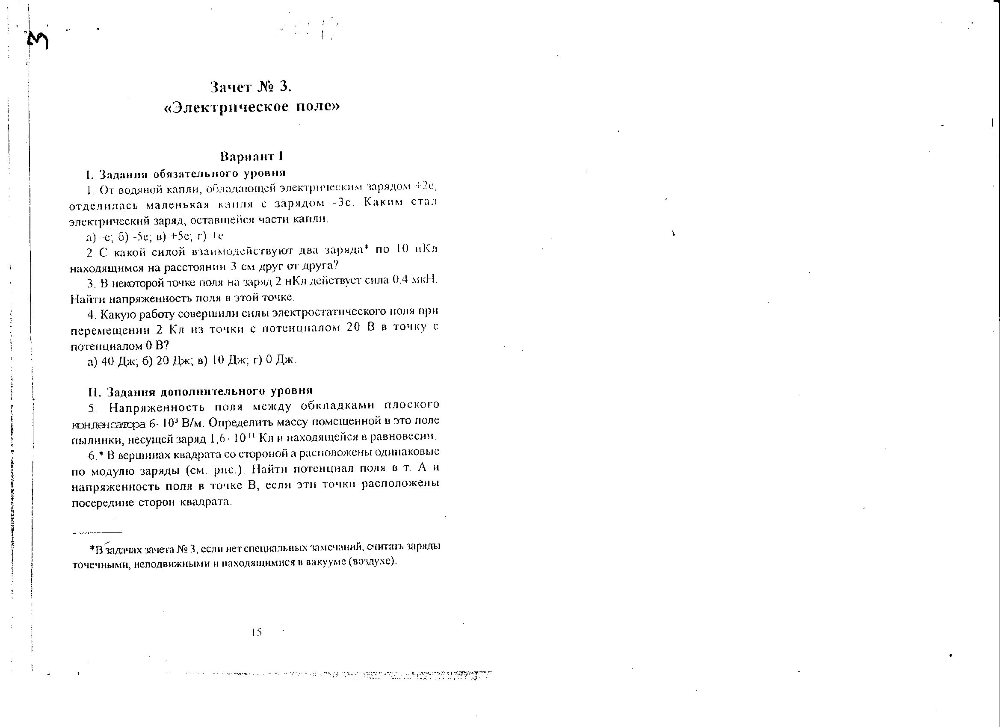 Зачет № 3.
«Электрическое поле»
Вариант 1
I. Задания обязательного уровня
1. От водяной капли, обладающей электрическим зарядом +2е,
отделилась маленькая капля с зарядом -3е. Каким стал
электрический заряд, оставшейся части капли.
а) -е; б) -5е; в) +5е; г) +е
2 С какой силой взаимодействуют два заряда* по 10 нКл
находящимся на расстоянии 3 см друг от друга?
3. В некоторой точке поля на заряд 2 нКл действует сила 0,4 мкН.
Найти напряженность поля в этой точке.
4. Какую работу совершили силы электростатического поля при
перемещении 2 Кл из точки с потенциалом 20 В в точку с
потенциалом 0 В?
а) 40 Дж; б) 20 Дж; в) 10 Дж; г) 0 Дж.
II. Задания дополнительного уровня
5. Напряженность поля между обкладками плоского
конденсатора 6· 10³ В/м. Определить массу помещенной в это поле
пылинки, несущей заряд 1,6 · 10⁻¹¹ Кл и находящейся в равновесии.
6.* В вершинах квадрата со стороной а расположены одинаковые
по модулю заряды (см. рис.). Найти потенциал поля в т. А и
напряженность поля в точке В, если эти точки расположены
посередине сторон квадрата.
*В задачах зачета № 3, если нет специальных замечаний, считать заряды
точечными, неподвижными и находящимися в вакууме (воздухе).
15